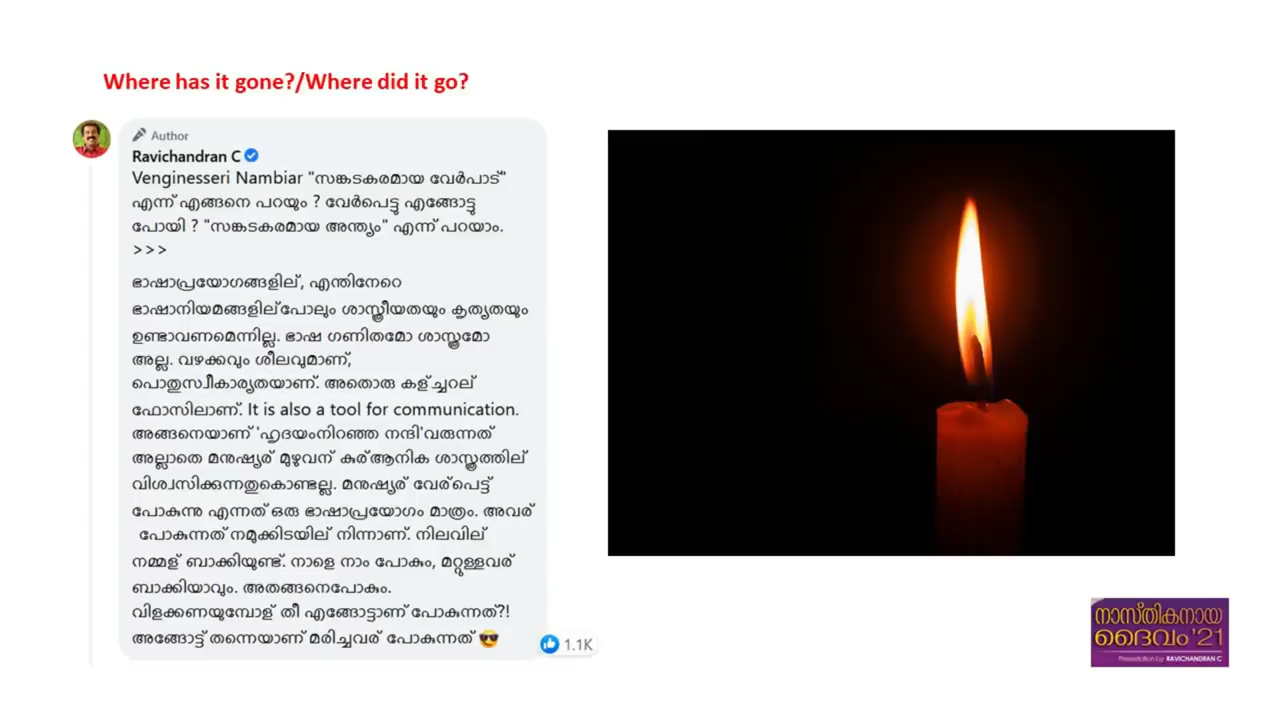 Where has it gone?/Where did it go?
Author
Ravichandran C
Venginesseri Nambiar "സങ്കടകരമായ വേർപാട്"
എന്ന് എങ്ങനെ പറയും ? വേർപെട്ടു എങ്ങോട്ടു
പോയി ? "സങ്കടകരമായ അന്ത്യം" എന്ന് പറയാം.
>>>
ഭാഷാപ്രയോഗങ്ങളില്, എന്തിനേറെ
ഭാഷാനിയമങ്ങളില്പോലും ശാസ്ത്രീയതയും കൃത്യതയും
ഉണ്ടാവണമെന്നില്ല. ഭാഷ ഗണിതമോ ശാസ്ത്രമോ
അല്ല. വഴക്കവും ശീലവുമാണ്,
പൊതുസ്വീകാര്യതയാണ്. അതൊരു കള്ച്ചറല്
ഫോസിലാണ്. It is also a tool for communication.
അങ്ങനെയാണ് 'ഹൃദയംനിറഞ്ഞ നന്ദി'വരുന്നത്
അല്ലാതെ മനുഷ്യര് മുഴുവന് കുര്ആനിക ശാസ്ത്രത്തില്
വിശ്വസിക്കുന്നതുകൊണ്ടല്ല. മനുഷ്യര് വേര്പെട്ട്
പോകുന്നു എന്നത് ഒരു ഭാഷാപ്രയോഗം മാത്രം. അവര്
പോകുന്നത് നമുക്കിടയില് നിന്നാണ്. നിലവില്
നമ്മള് ബാക്കിയുണ്ട്. നാളെ നാം പോകും, മറ്റുള്ളവര്
ബാക്കിയാവും. അതങ്ങനെപോകും.
വിളക്കണയുമ്പോള് തീ എങ്ങോട്ടാണ് പോകുന്നത്?!
അങ്ങോട്ട് തന്നെയാണ് മരിച്ചവര് പോകുന്നത് 😎
1.1K
നാസ്തികനായ
ദൈവം '21
Presentation by RAVICHANDRAN C